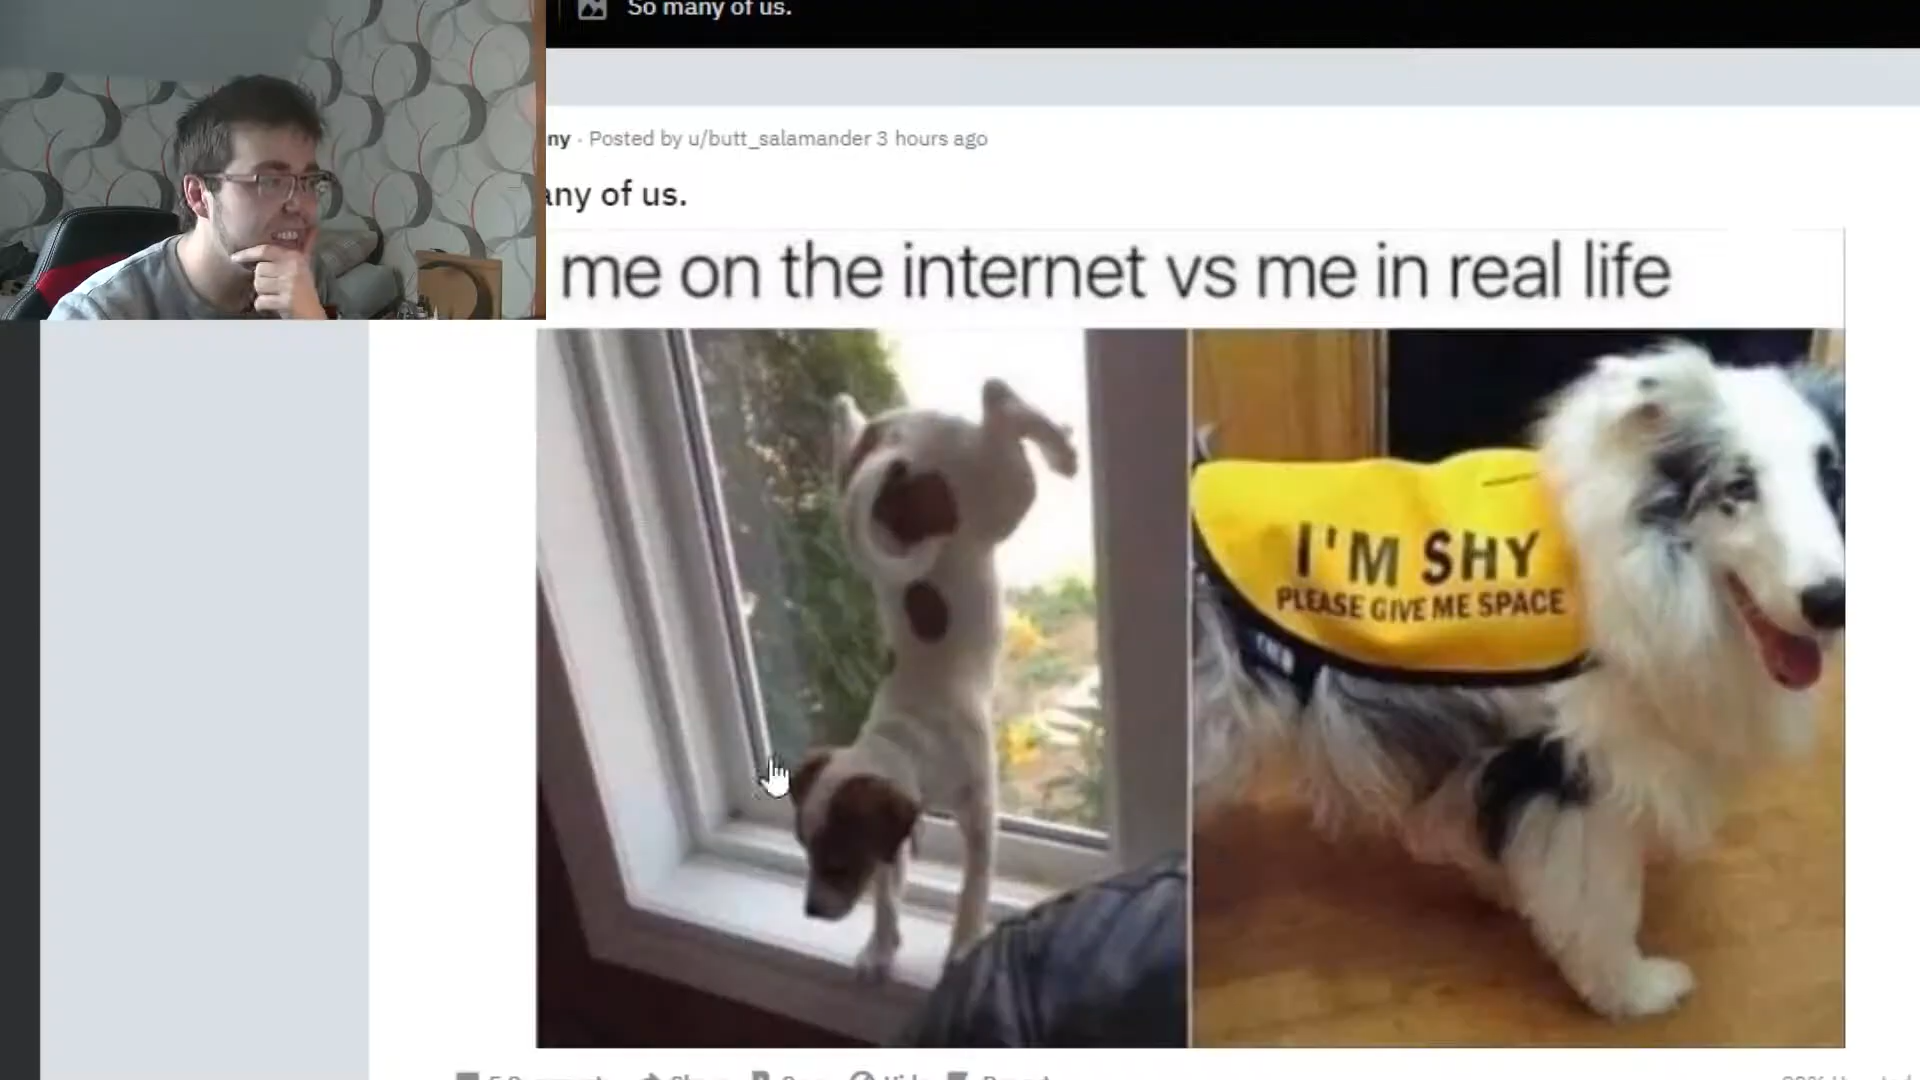 So many of us.
ny · Posted by u/butt_salamander 3 hours ago
any of us.
me on the internet vs me in real life
I'M SHY
PLEASE GIVE ME SPACE